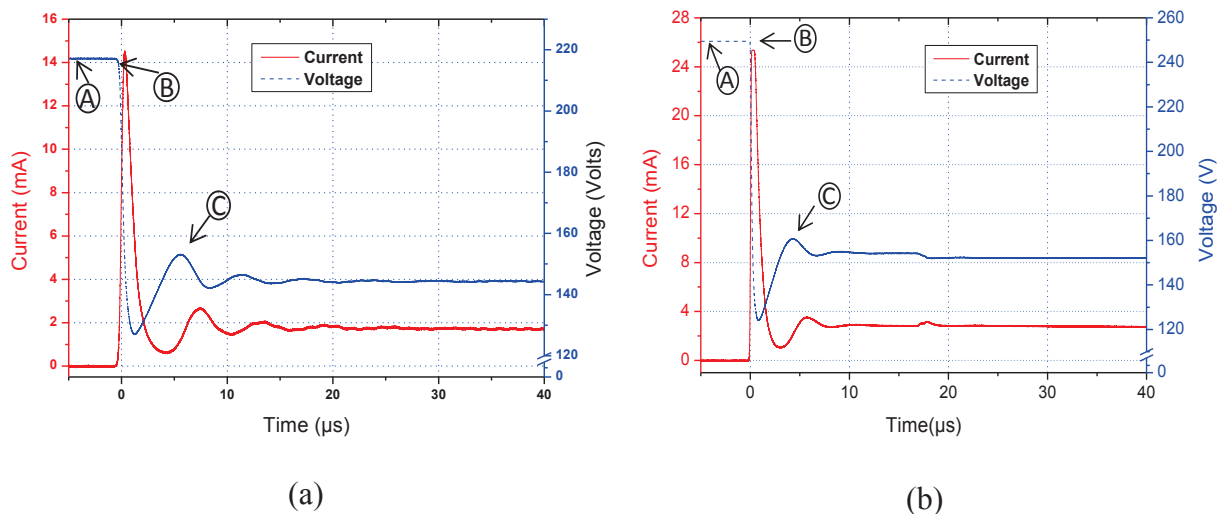 16
14
12
10
8
6
4
2
0
Current (mA)
220
200
180
160
140
120
0
Voltage (Volts)
0
10
20
30
40
Time (µs)
Current
Voltage
A
B
C
(a)
28
24
20
16
12
8
4
0
Current (mA)
260
240
220
200
180
160
140
120
0
Voltage (V)
0
10
20
30
40
Time(µs)
Current
Voltage
A
B
C
(b)